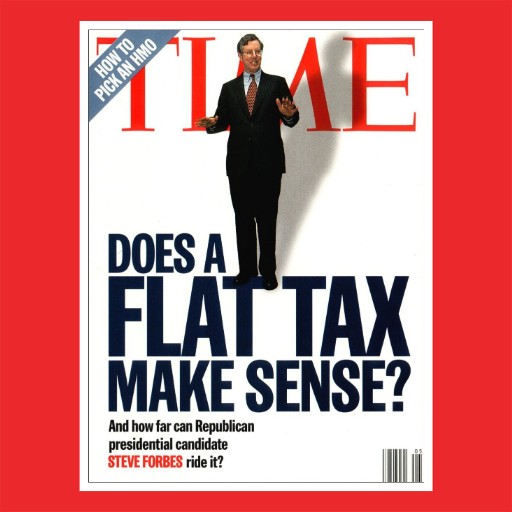 HOW TO
PICK AN HMO
TIME
DOES A
FLAT TAX
MAKE SENSE?
And how far can Republican
presidential candidate
STEVE FORBES ride it?
05